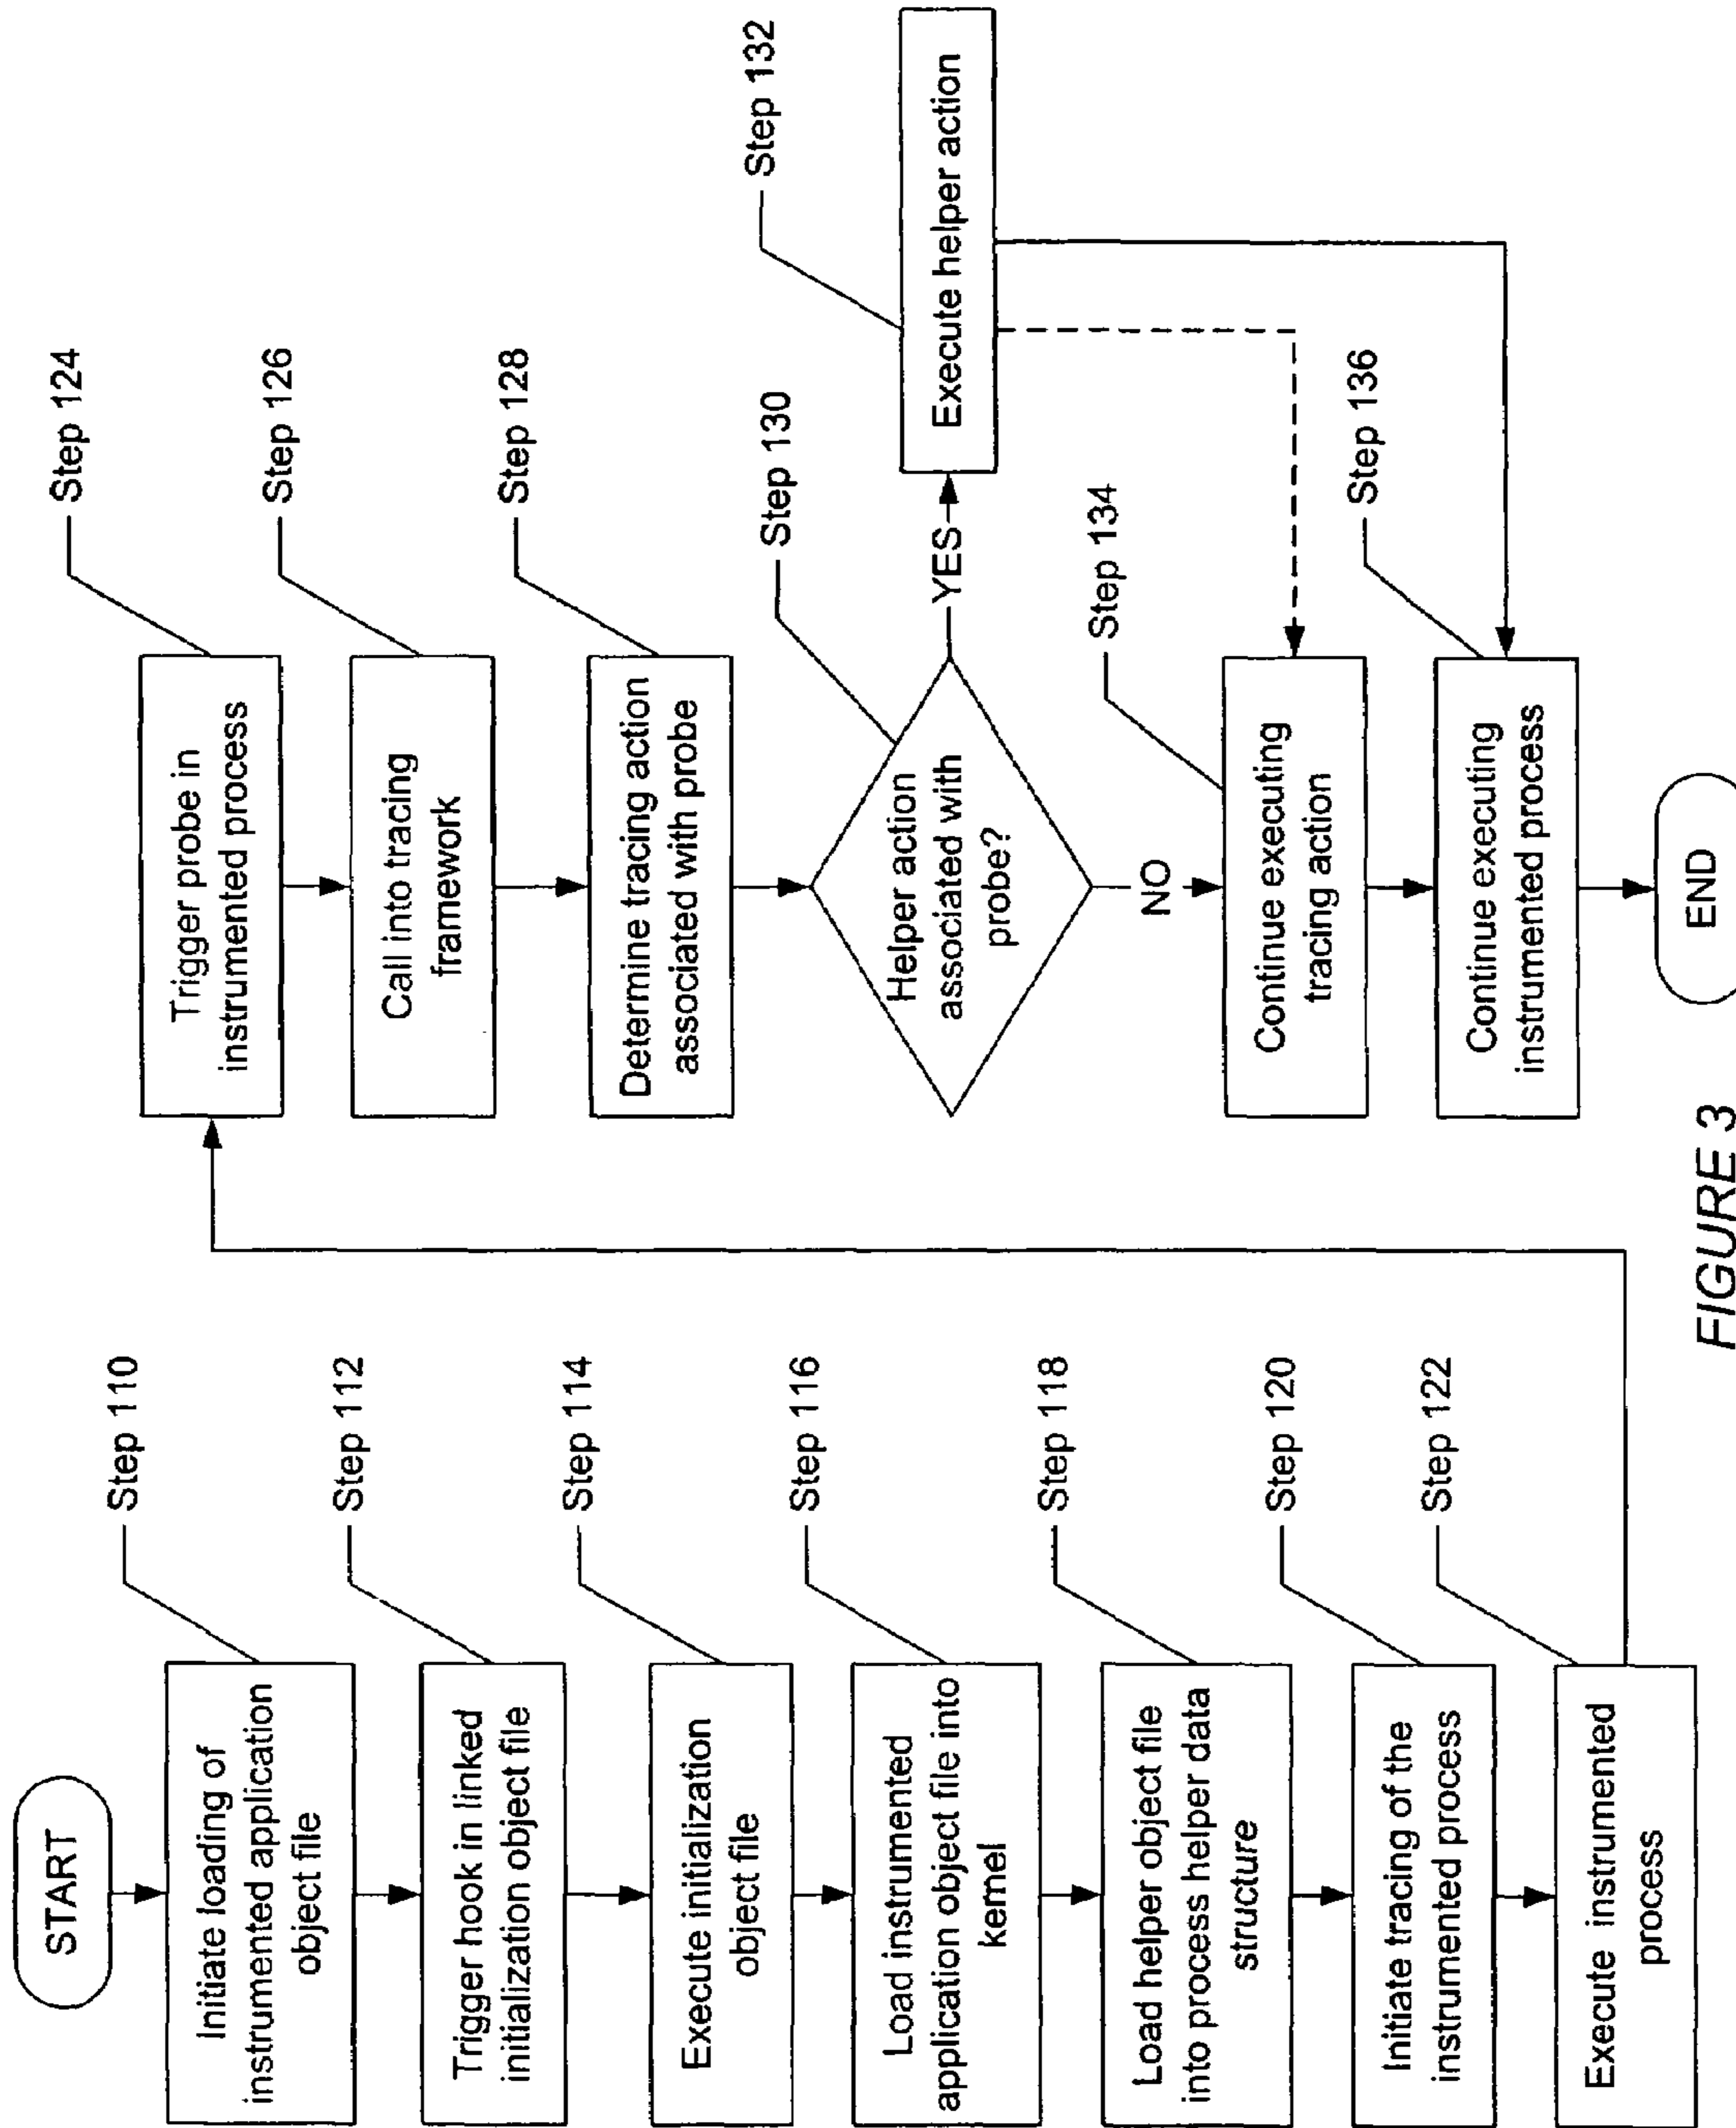 START
Initiate loading of
instrumented application
object file
Step 110
Trigger hook in linked
initialization object file
Step 112
Execute initialization
object file
Step 114
Load instrumented
application object file into
kernel
Step 116
Load helper object file
into process helper data
structure
Step 118
Initiate tracing of the
instrumented process
Step 120
Execute instrumented
process
Step 122
Trigger probe in
instrumented process
Step 124
Call into tracing
framework
Step 126
Determine tracing action
associated with probe
Step 128
Helper action
associated with
probe?
Step 130
YES
Execute helper action
Step 132
NO
Continue executing
tracing action
Step 134
Continue executing
instrumented process
Step 136
END
FIGURE 3